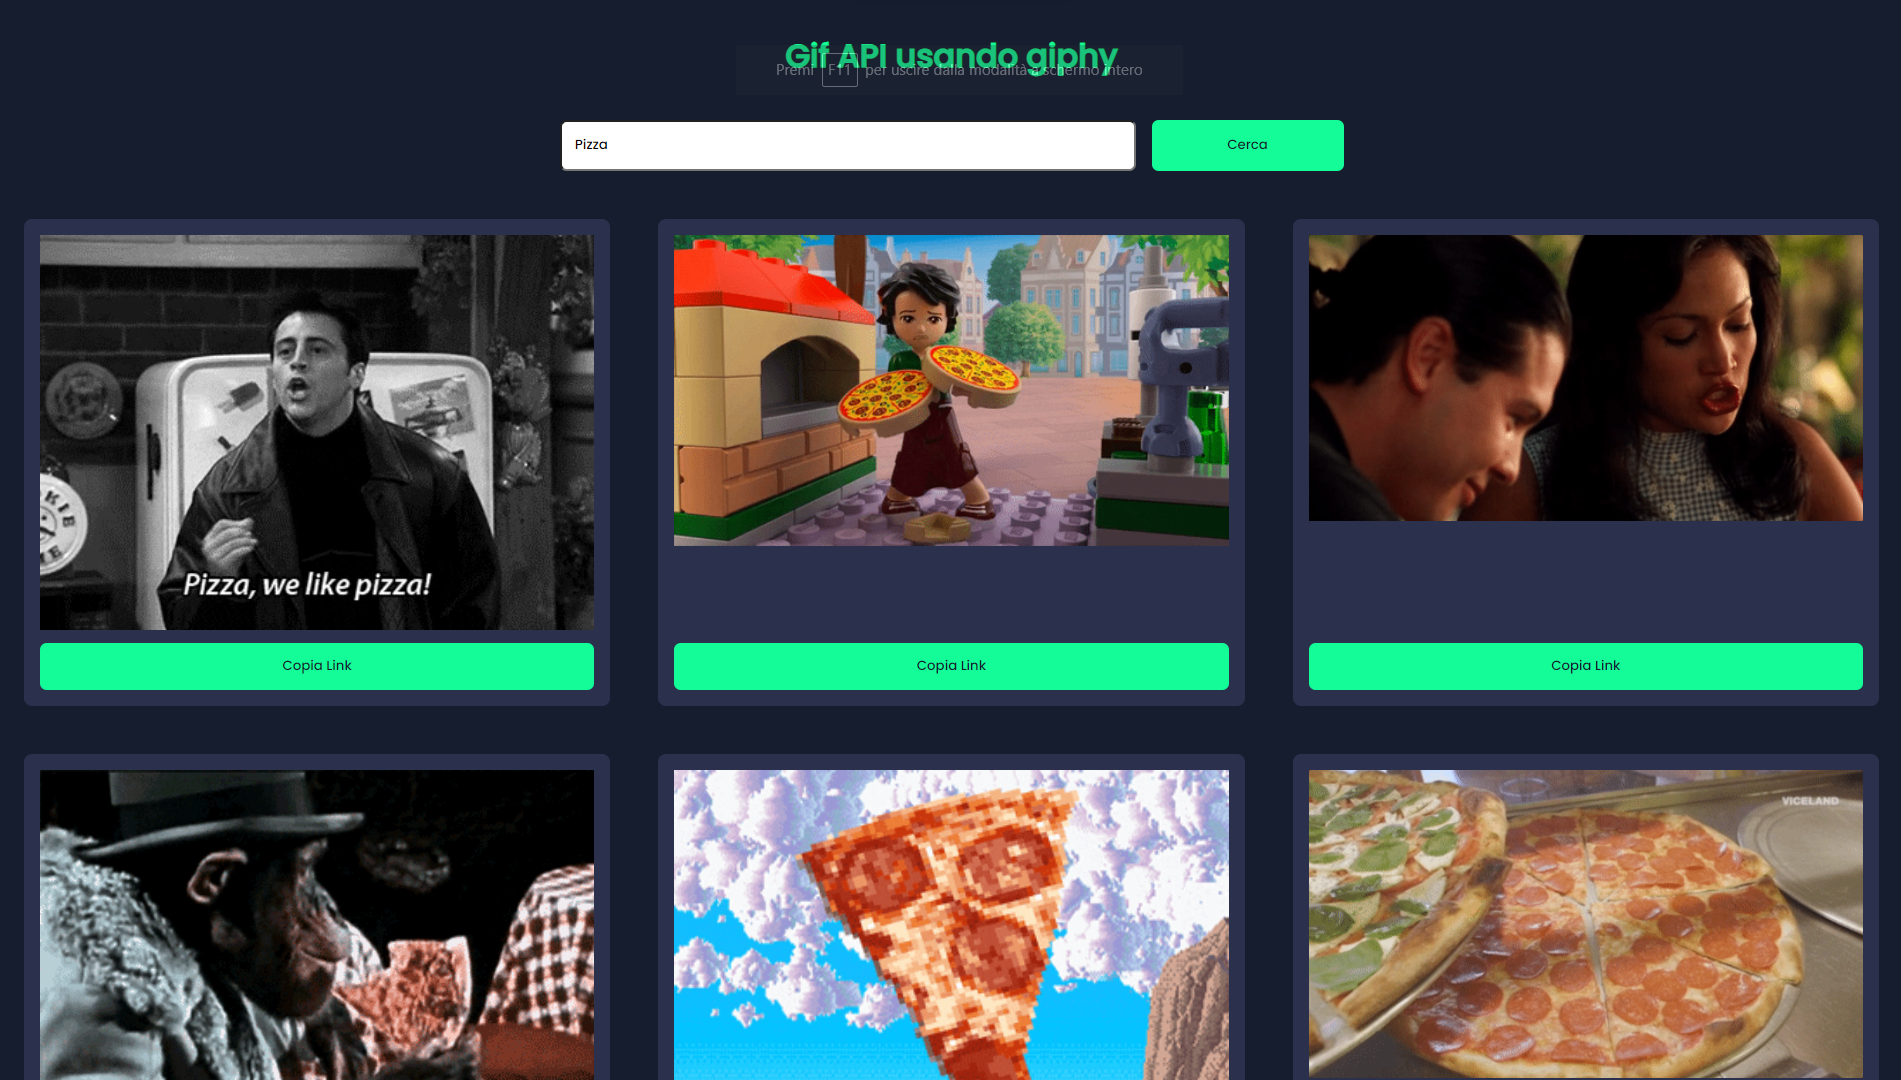 Gif API usando giphy
Premi F11 per uscire dalla modalità a schermo intero
Pizza
Cerca
Pizza, we like pizza!
Copia Link
Copia Link
Copia Link
VICELAND